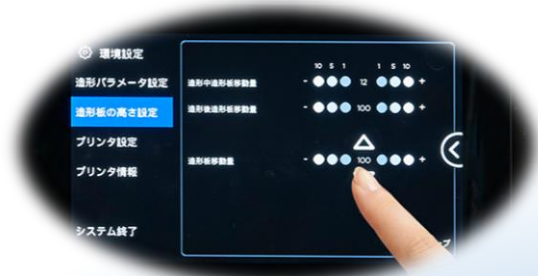 環境設定
造形パラメータ設定
造形板の高さ設定
プリンタ設定
プリンタ情報
システム終了
10 5 1 1 5 10
造形中造形板移動量 - 12 +
造形後造形板移動量 - 100 +
造形板移動量 - 100 +